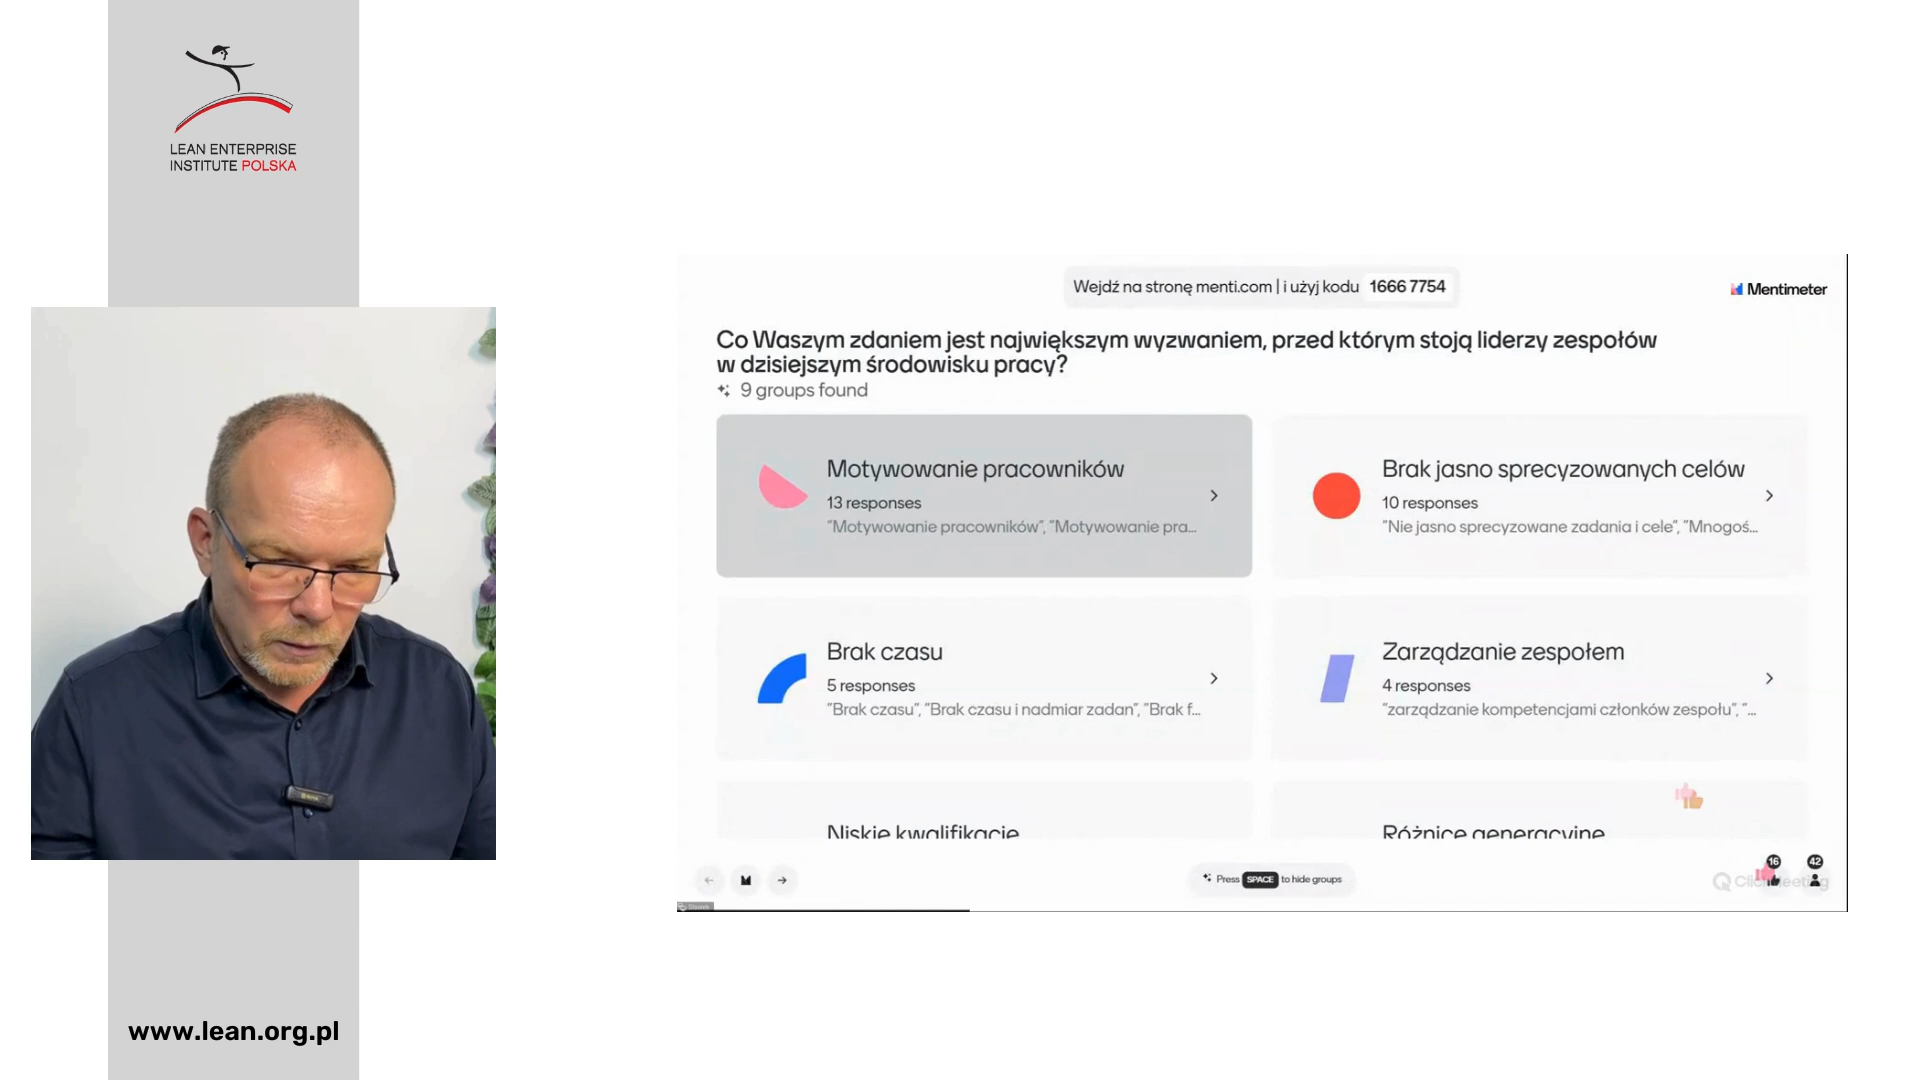 LEAN ENTERPRISE
INSTITUTE POLSKA
Wejdź na stronę menti.com | i użyj kodu 1666 7754
Mentimeter
Co Waszym zdaniem jest największym wyzwaniem, przed którym stoją liderzy zespołów
w dzisiejszym środowisku pracy?
9 groups found
Motywowanie pracowników
13 responses
"Motywowanie pracowników", "Motywowanie pra...
Brak jasno sprecyzowanych celów
10 responses
"Nie jasno sprecyzowane zadania i cele", "Mnogoś...
Brak czasu
5 responses
"Brak czasu", "Brak czasu i nadmiar zadan", "Brak f...
Zarządzanie zespołem
4 responses
"zarządzanie kompetencjami członków zespołu", "...
Niskie kwalifikacje
Różnice generacyjne
Press SPACE to hide groups
16
42
ClickMeeting
www.lean.org.pl